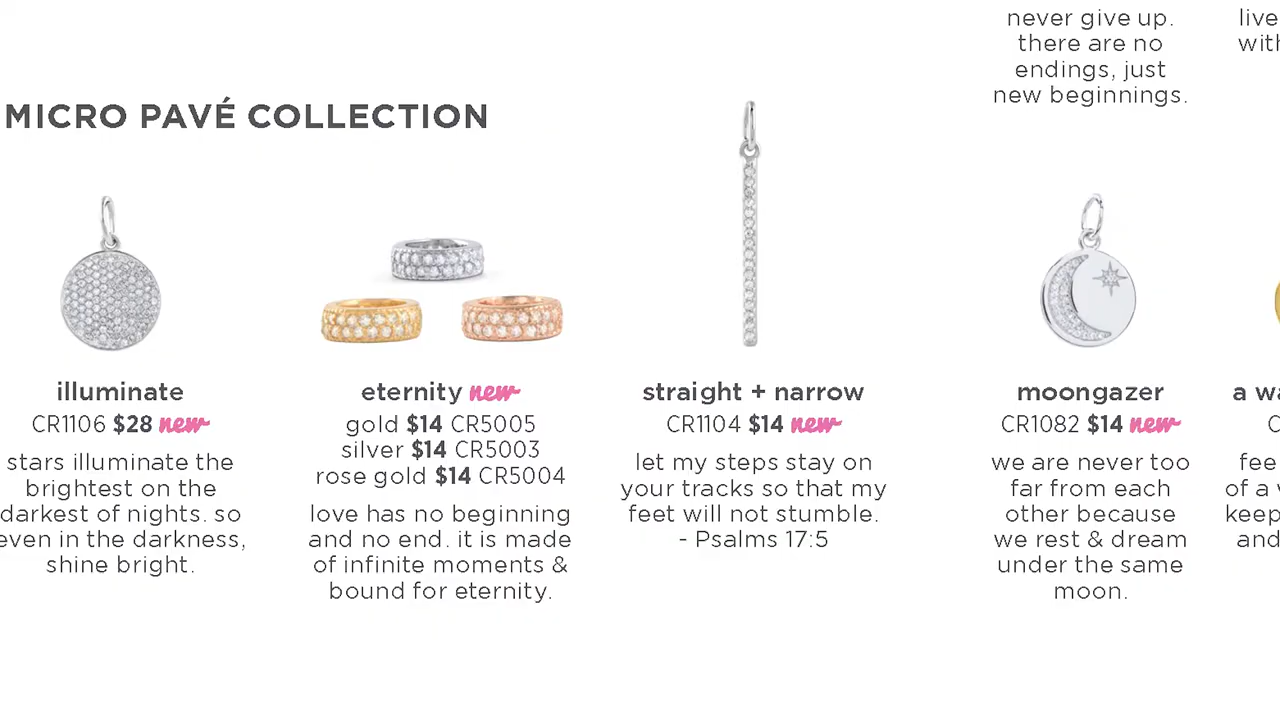 never give up.
there are no
endings, just
new beginnings.
live
with
MICRO PAVÉ COLLECTION
illuminate
CR1106 $28 new
stars illuminate the
brightest on the
darkest of nights. so
even in the darkness,
shine bright.
eternity new
gold $14 CR5005
silver $14 CR5003
rose gold $14 CR5004
love has no beginning
and no end. it is made
of infinite moments &
bound for eternity.
straight + narrow
CR1104 $14 new
let my steps stay on
your tracks so that my
feet will not stumble.
- Psalms 17:5
moongazer
CR1082 $14 new
we are never too
far from each
other because
we rest & dream
under the same
moon.
a
C
fee
of a
keep
and